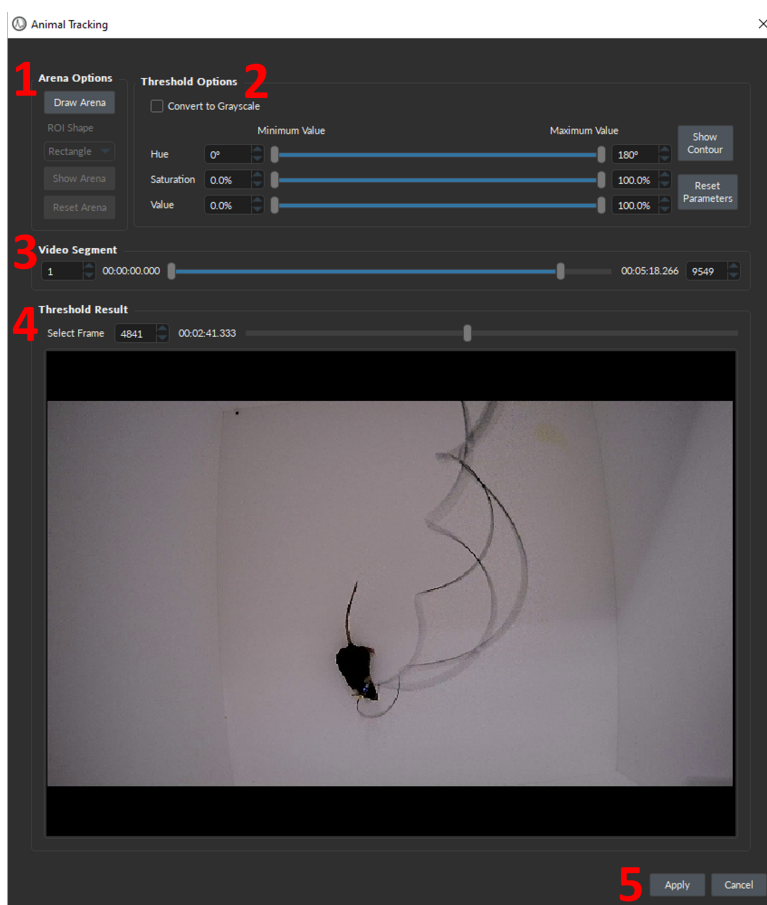 Animal Tracking
1
Arena Options
Draw Arena
ROI Shape
Rectangle
Show Arena
Reset Arena
2
Threshold Options
Convert to Grayscale
Minimum Value Maximum Value
Hue 0° 180°
Saturation 0.0% 100.0%
Value 0.0% 100.0%
Show
Contour
Reset
Parameters
3
Video Segment
1 00:00:00.000 00:05:18.266 9549
4
Threshold Result
Select Frame 4841 00:02:41.333
5
Apply Cancel